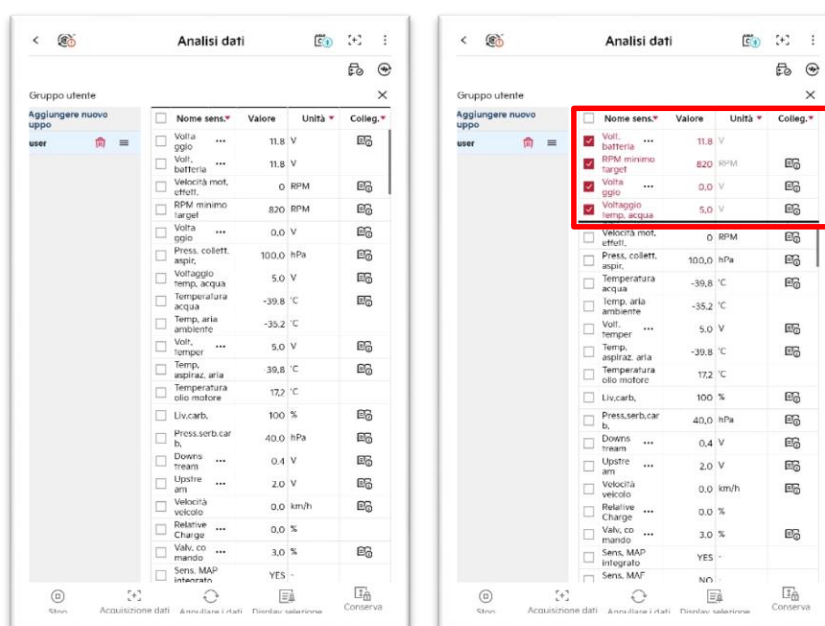 Analisi dati
Gruppo utente
Aggiungere nuovo
uppo
user
Nome sens. Valore Unità Colleg.
Volta
ggio ... 11.8 V
Volt.
batteria ... 11.8 V
Velocità mot.
effett. 0 RPM
RPM minimo
target 820 RPM
Volta
ggio ... 0.0 V
Press. collett.
aspir. 100.0 hPa
Voltaggio
temp. acqua 5.0 V
Temperatura
acqua -39.8 °C
Temp. aria
ambiente -35.2 °C
Volt.
temper ... 5.0 V
Temp.
aspiraz. aria -39.8 °C
Temperatura
olio motore 17.2 °C
Liv.carb. 100 %
Press.serb.car
b. 40.0 hPa
Downs
tream ... 0.4 V
Upstre
am ... 2.0 V
Velocità
veicolo 0.0 km/h
Relative
Charge ... 0.0 %
Valv. co
mando ... 3.0 %
Sens. MAP
integrato YES -
Stop Acquisizione dati Annullare i dati Display selezione Conserva
Analisi dati
Gruppo utente
Aggiungere nuovo
uppo
user
Nome sens. Valore Unità Colleg.
Volt.
batteria ... 11.8 V
RPM minimo
target 820 RPM
Volta
ggio ... 0.0 V
Voltaggio
temp. acqua 5.0 V
Velocità mot.
effett. 0 RPM
Press. collett.
aspir. 100.0 hPa
Temperatura
acqua -39.8 °C
Temp. aria
ambiente -35.2 °C
Volt.
temper ... 5.0 V
Temp.
aspiraz. aria -39.8 °C
Temperatura
olio motore 17.2 °C
Liv.carb. 100 %
Press.serb.car
b. 40.0 hPa
Downs
tream ... 0.4 V
Upstre
am ... 2.0 V
Velocità
veicolo 0.0 km/h
Relative
Charge ... 0.0 %
Valv. co
mando ... 3.0 %
Sens. MAP
integrato YES -
Sens. MAF NO -
Stop Acquisizione dati Annullare i dati Display selezione Conserva